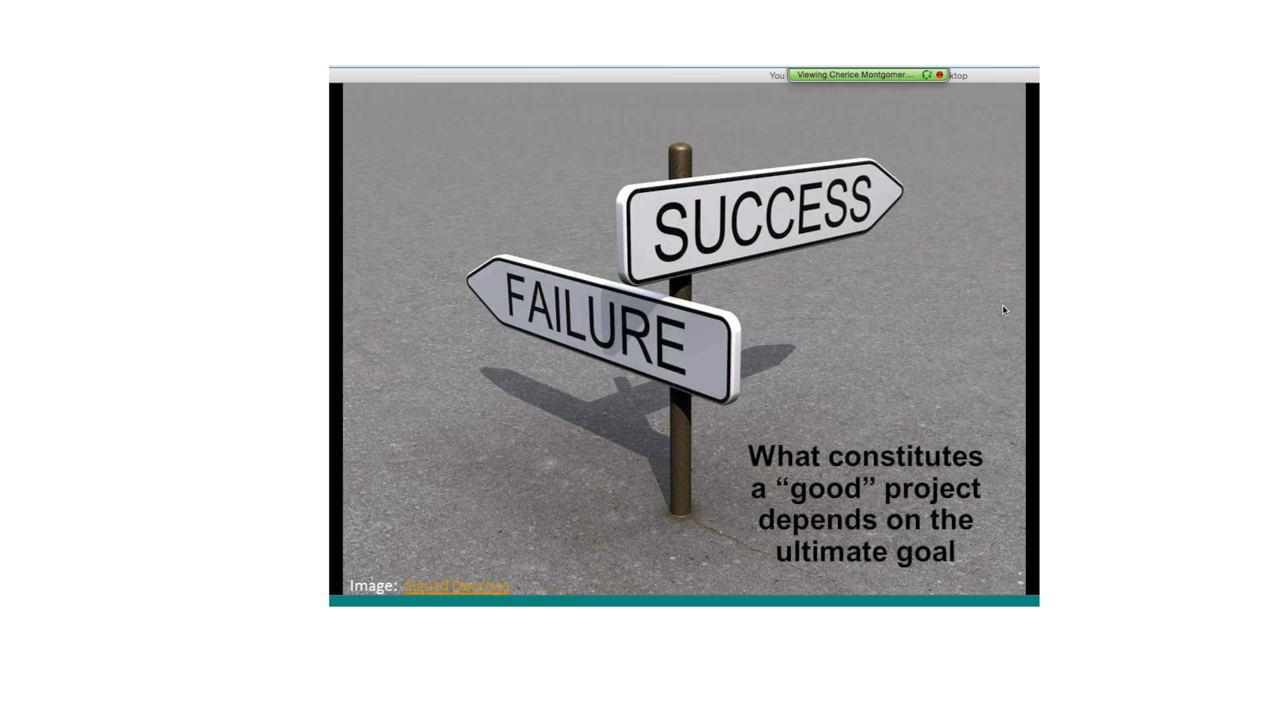 You
Viewing Cherice Montgomer...
ktop
SUCCESS
FAILURE
What constitutes
a “good” project
depends on the
ultimate goal
Image: